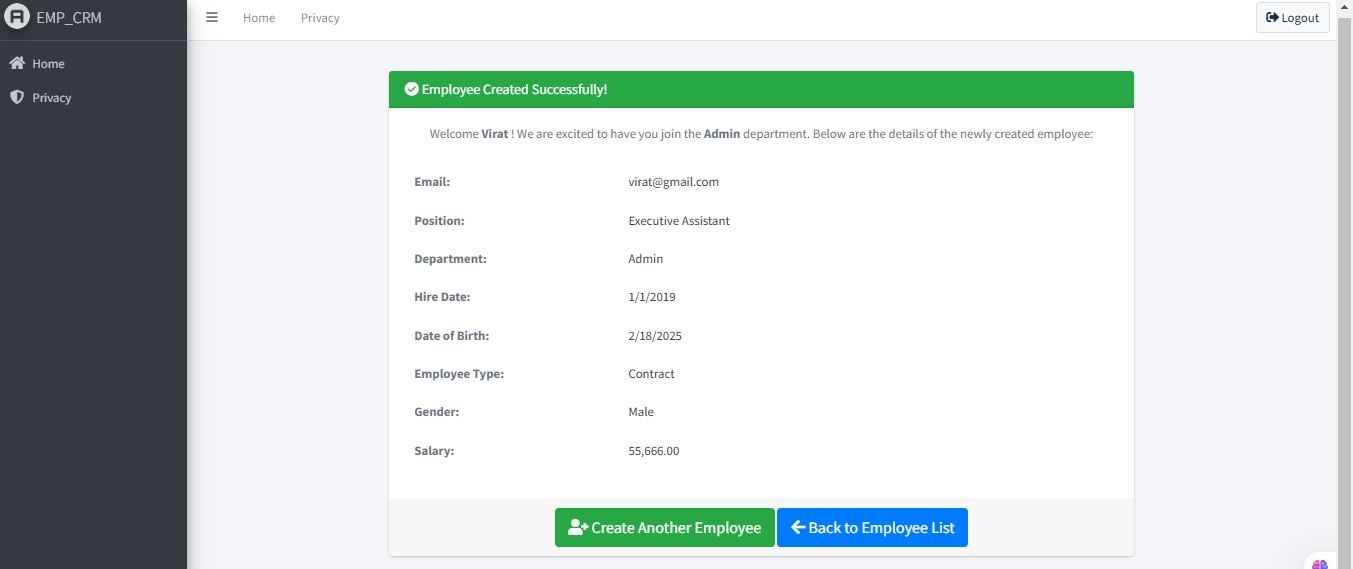 EMP_CRM
Home Privacy
Logout
Home
Privacy
Employee Created Successfully!
Welcome Virat ! We are excited to have you join the Admin department. Below are the details of the newly created employee:
Email: virat@gmail.com
Position: Executive Assistant
Department: Admin
Hire Date: 1/1/2019
Date of Birth: 2/18/2025
Employee Type: Contract
Gender: Male
Salary: 55,666.00
Create Another Employee Back to Employee List